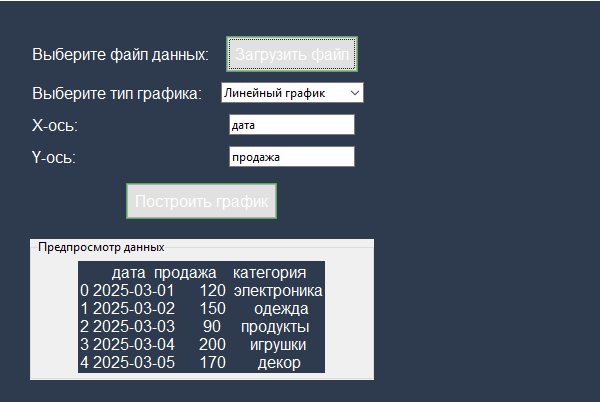 Выберите файл данных: Загрузить файл
Выберите тип графика: Линейный график
X-ось: дата
Y-ось: продажа
Построить график
Предпросмотр данных
дата продажа категория
0 2025-03-01 120 электроника
1 2025-03-02 150 одежда
2 2025-03-03 90 продукты
3 2025-03-04 200 игрушки
4 2025-03-05 170 декор